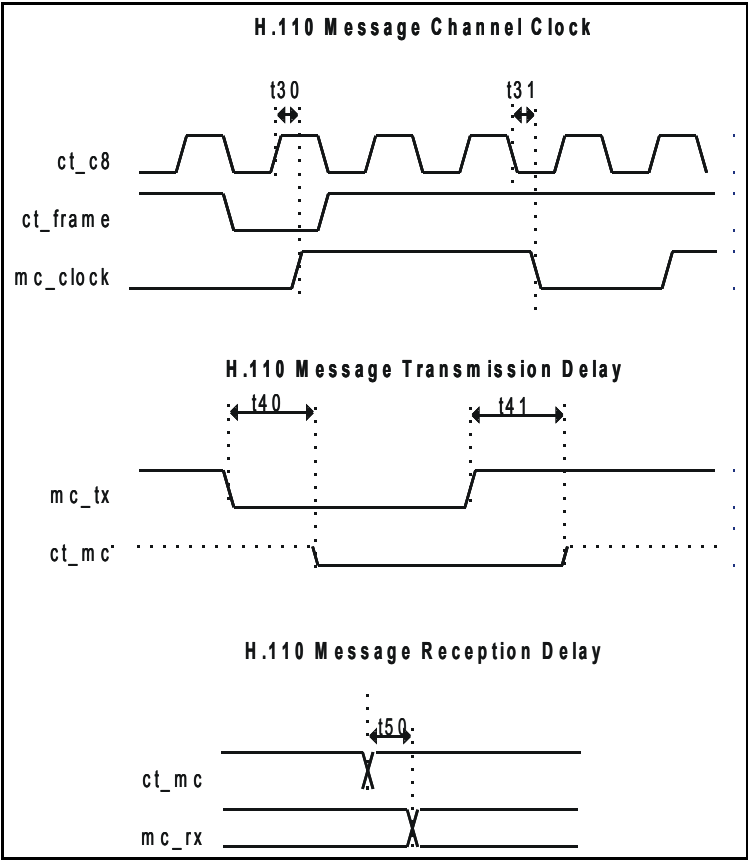 H.110 Message Channel Clock
t30
t31
ct_c8
ct_frame
mc_clock
H.110 Message Transmission Delay
t40
t41
mc_tx
ct_mc
H.110 Message Reception Delay
t50
ct_mc
mc_rx